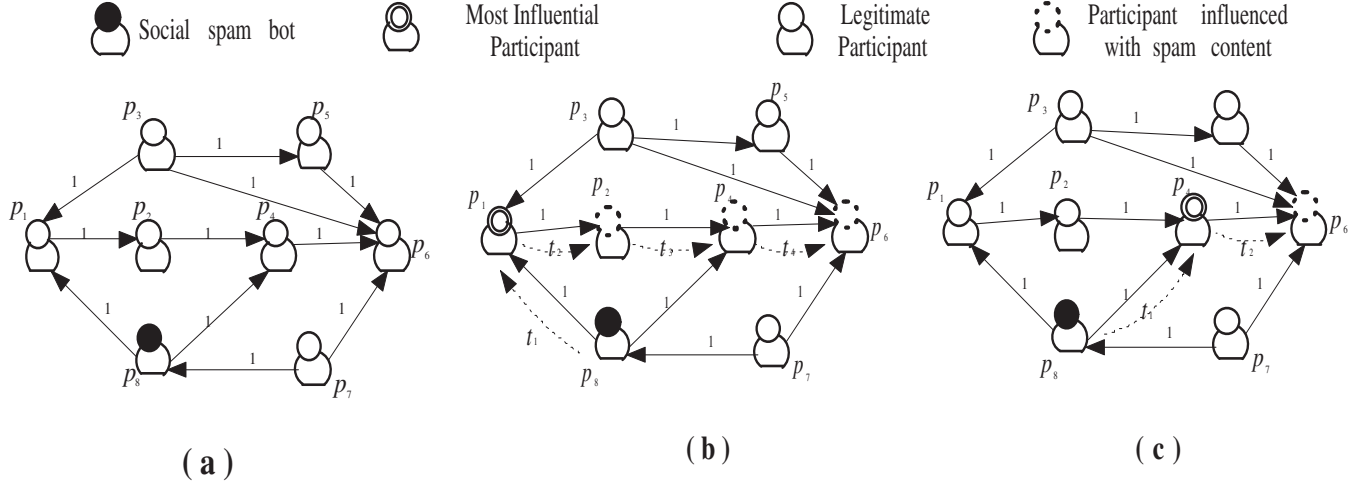 Social spam bot
Most Influential
Participant
Legitimate
Participant
Participant influenced
with spam content
p3
p5
1
1
1
1
p1
p2
p4
p6
1
1
1
1
1
1
p8
1
p7
( a )
p3
p5
1
1
1
1
p1
p2
p4
p6
1
1
1
t2
t3
t4
1
1
1
t1
p8
1
p7
( b )
p3
1
1
1
1
p1
p2
p4
p6
1
1
1
t2
1
1
1
t1
p8
1
p7
( c )